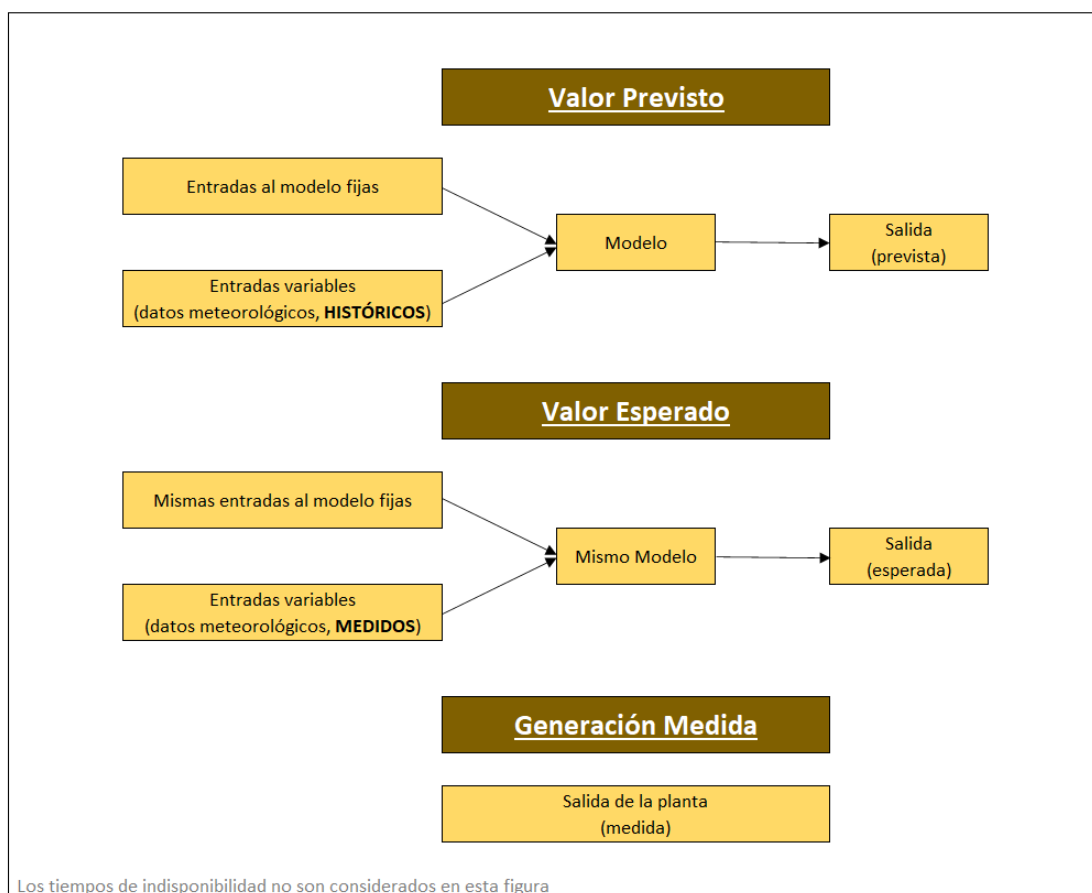 Valor Previsto
Entradas al modelo fijas
Entradas variables
(datos meteorológicos, HISTÓRICOS)
Modelo
Salida
(prevista)
Valor Esperado
Mismas entradas al modelo fijas
Entradas variables
(datos meteorológicos, MEDIDOS)
Mismo Modelo
Salida
(esperada)
Generación Medida
Salida de la planta
(medida)
Los tiempos de indisponibilidad no son considerados en esta figura